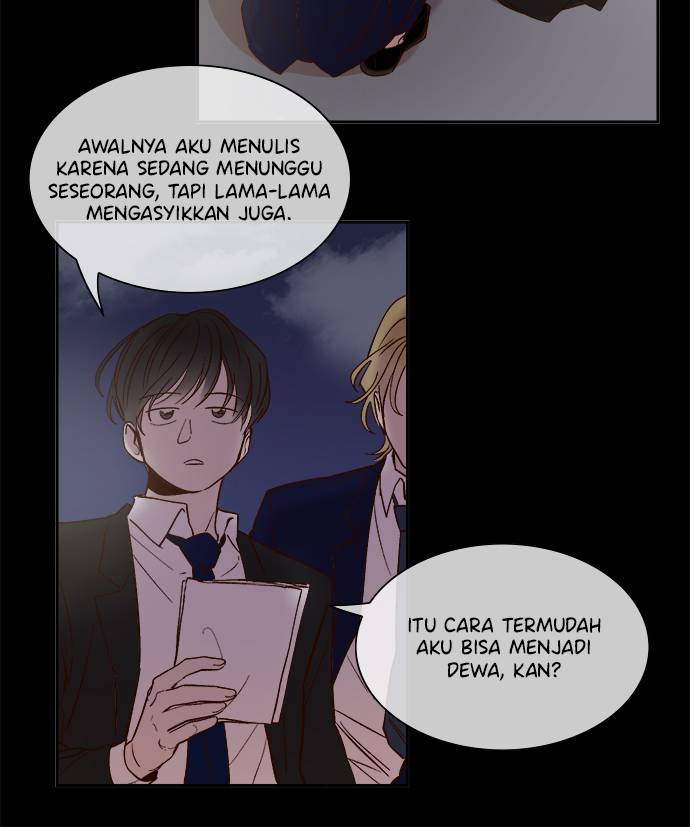 AWALNYA AKU MENULIS
KARENA SEDANG MENUNGGU
SESEORANG, TAPI LAMA-LAMA
MENGASYIKKAN JUGA.
ITU CARA TERMUDAH
AKU BISA MENJADI
DEWA, KAN?